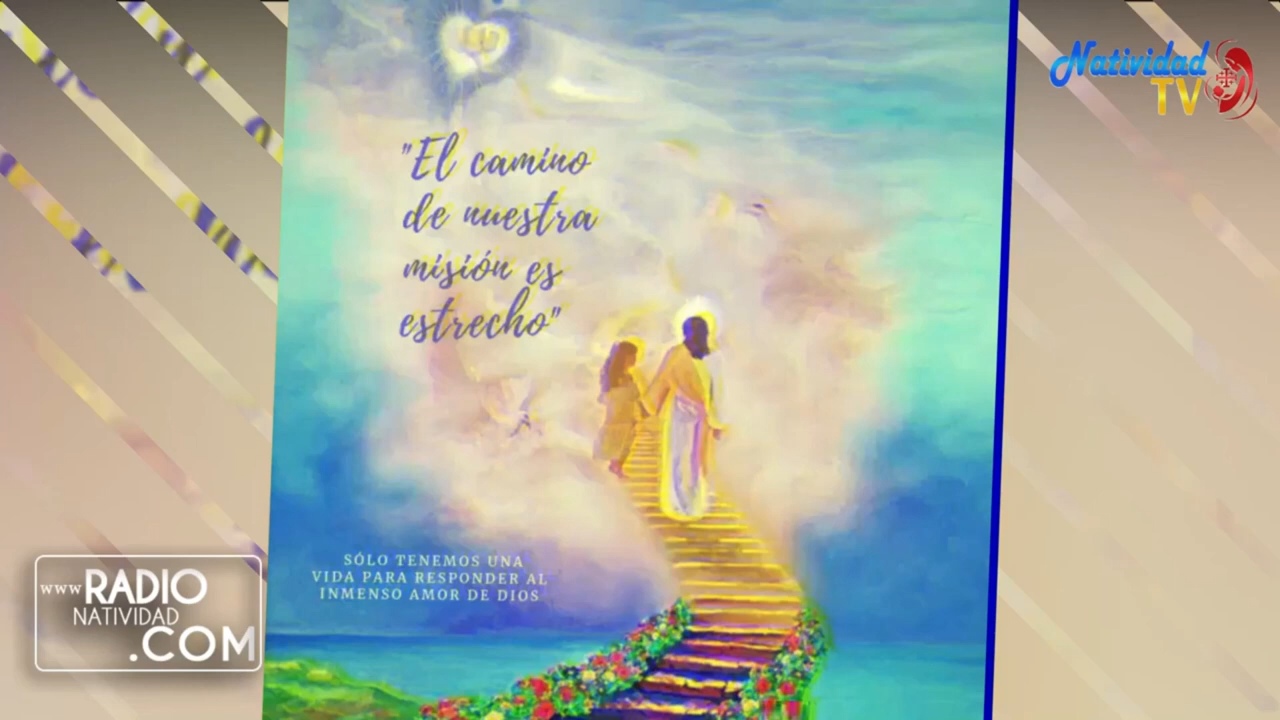 Natividad
TV
"El camino
de nuestra
misión es
estrecho"
SÓLO TENEMOS UNA
VIDA PARA RESPONDER AL
INMENSO AMOR DE DIOS
www RADIO
NATIVIDAD
.COM